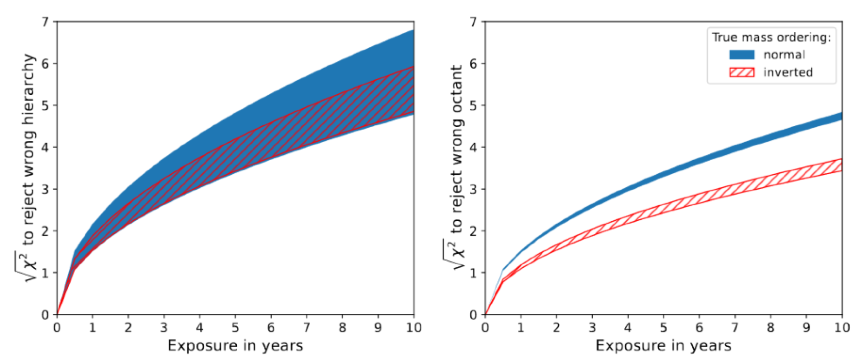 7
6
5
4
3
2
1
0
√χ² to reject wrong hierarchy
0 1 2 3 4 5 6 7 8 9 10
Exposure in years
7
6
5
4
3
2
1
0
√χ² to reject wrong octant
True mass ordering:
normal
inverted
0 1 2 3 4 5 6 7 8 9 10
Exposure in years